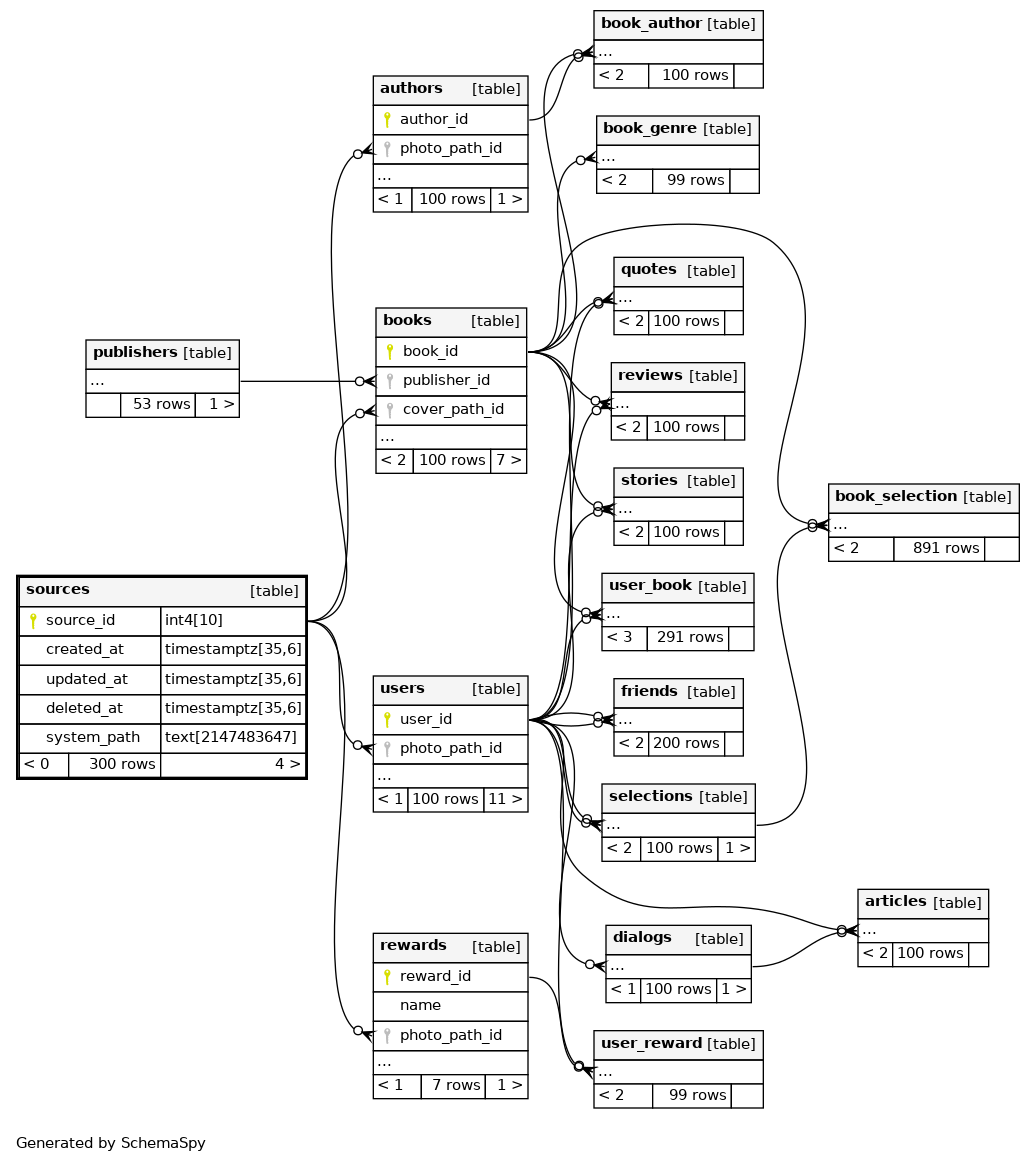 book_author [table]
...
< 2 100 rows
authors [table]
author_id
photo_path_id
...
< 1 100 rows 1 >
book_genre [table]
...
< 2 99 rows
quotes [table]
...
< 2 100 rows
books [table]
book_id
publisher_id
cover_path_id
...
< 2 100 rows 7 >
publishers [table]
...
53 rows 1 >
reviews [table]
...
< 2 100 rows
stories [table]
...
< 2 100 rows
book_selection [table]
...
< 2 891 rows
sources [table]
source_id int4[10]
created_at timestamptz[35,6]
updated_at timestamptz[35,6]
deleted_at timestamptz[35,6]
system_path text[2147483647]
< 0 300 rows 4 >
user_book [table]
...
< 3 291 rows
users [table]
user_id
photo_path_id
...
< 1 100 rows 11 >
friends [table]
...
< 2 200 rows
selections [table]
...
< 2 100 rows 1 >
articles [table]
...
< 2 100 rows
rewards [table]
reward_id
name
photo_path_id
...
< 1 7 rows 1 >
dialogs [table]
...
< 1 100 rows 1 >
user_reward [table]
...
< 2 99 rows
Generated by SchemaSpy